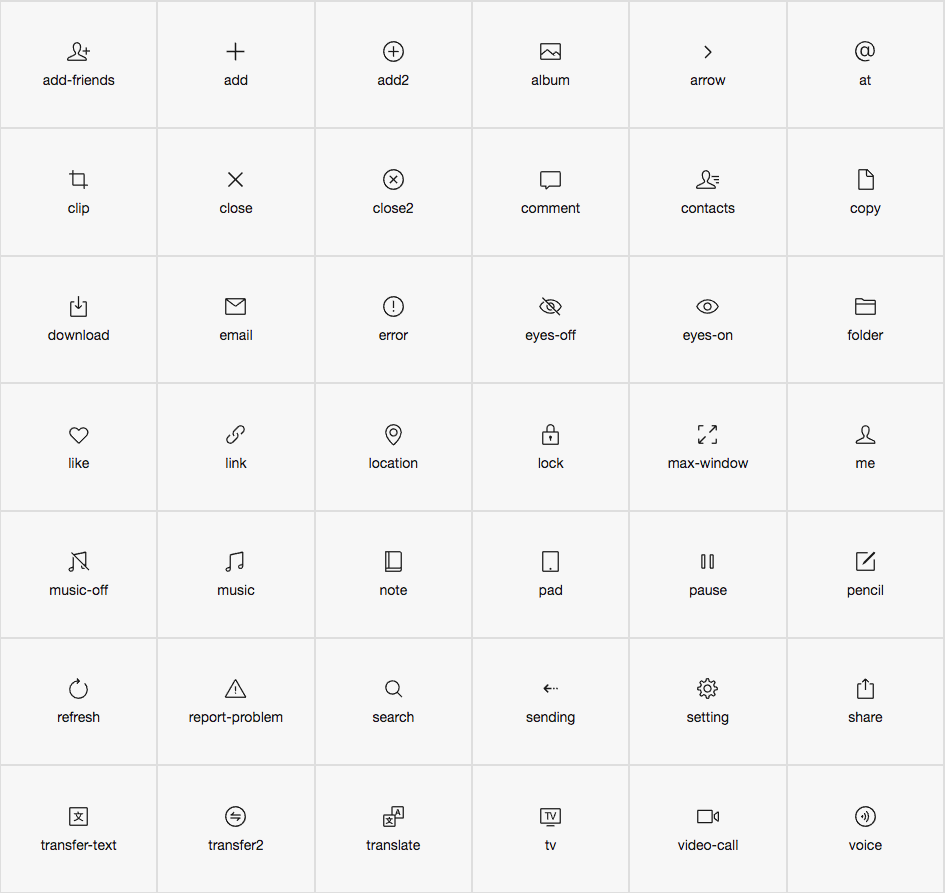 add-friends add add2 album arrow @ at
clip close close2 comment contacts copy
download email error eyes-off eyes-on folder
like link location lock max-window me
music-off music note pad pause pencil
refresh report-problem search sending setting share
文 文 A TV
transfer-text transfer2 translate tv video-call voice